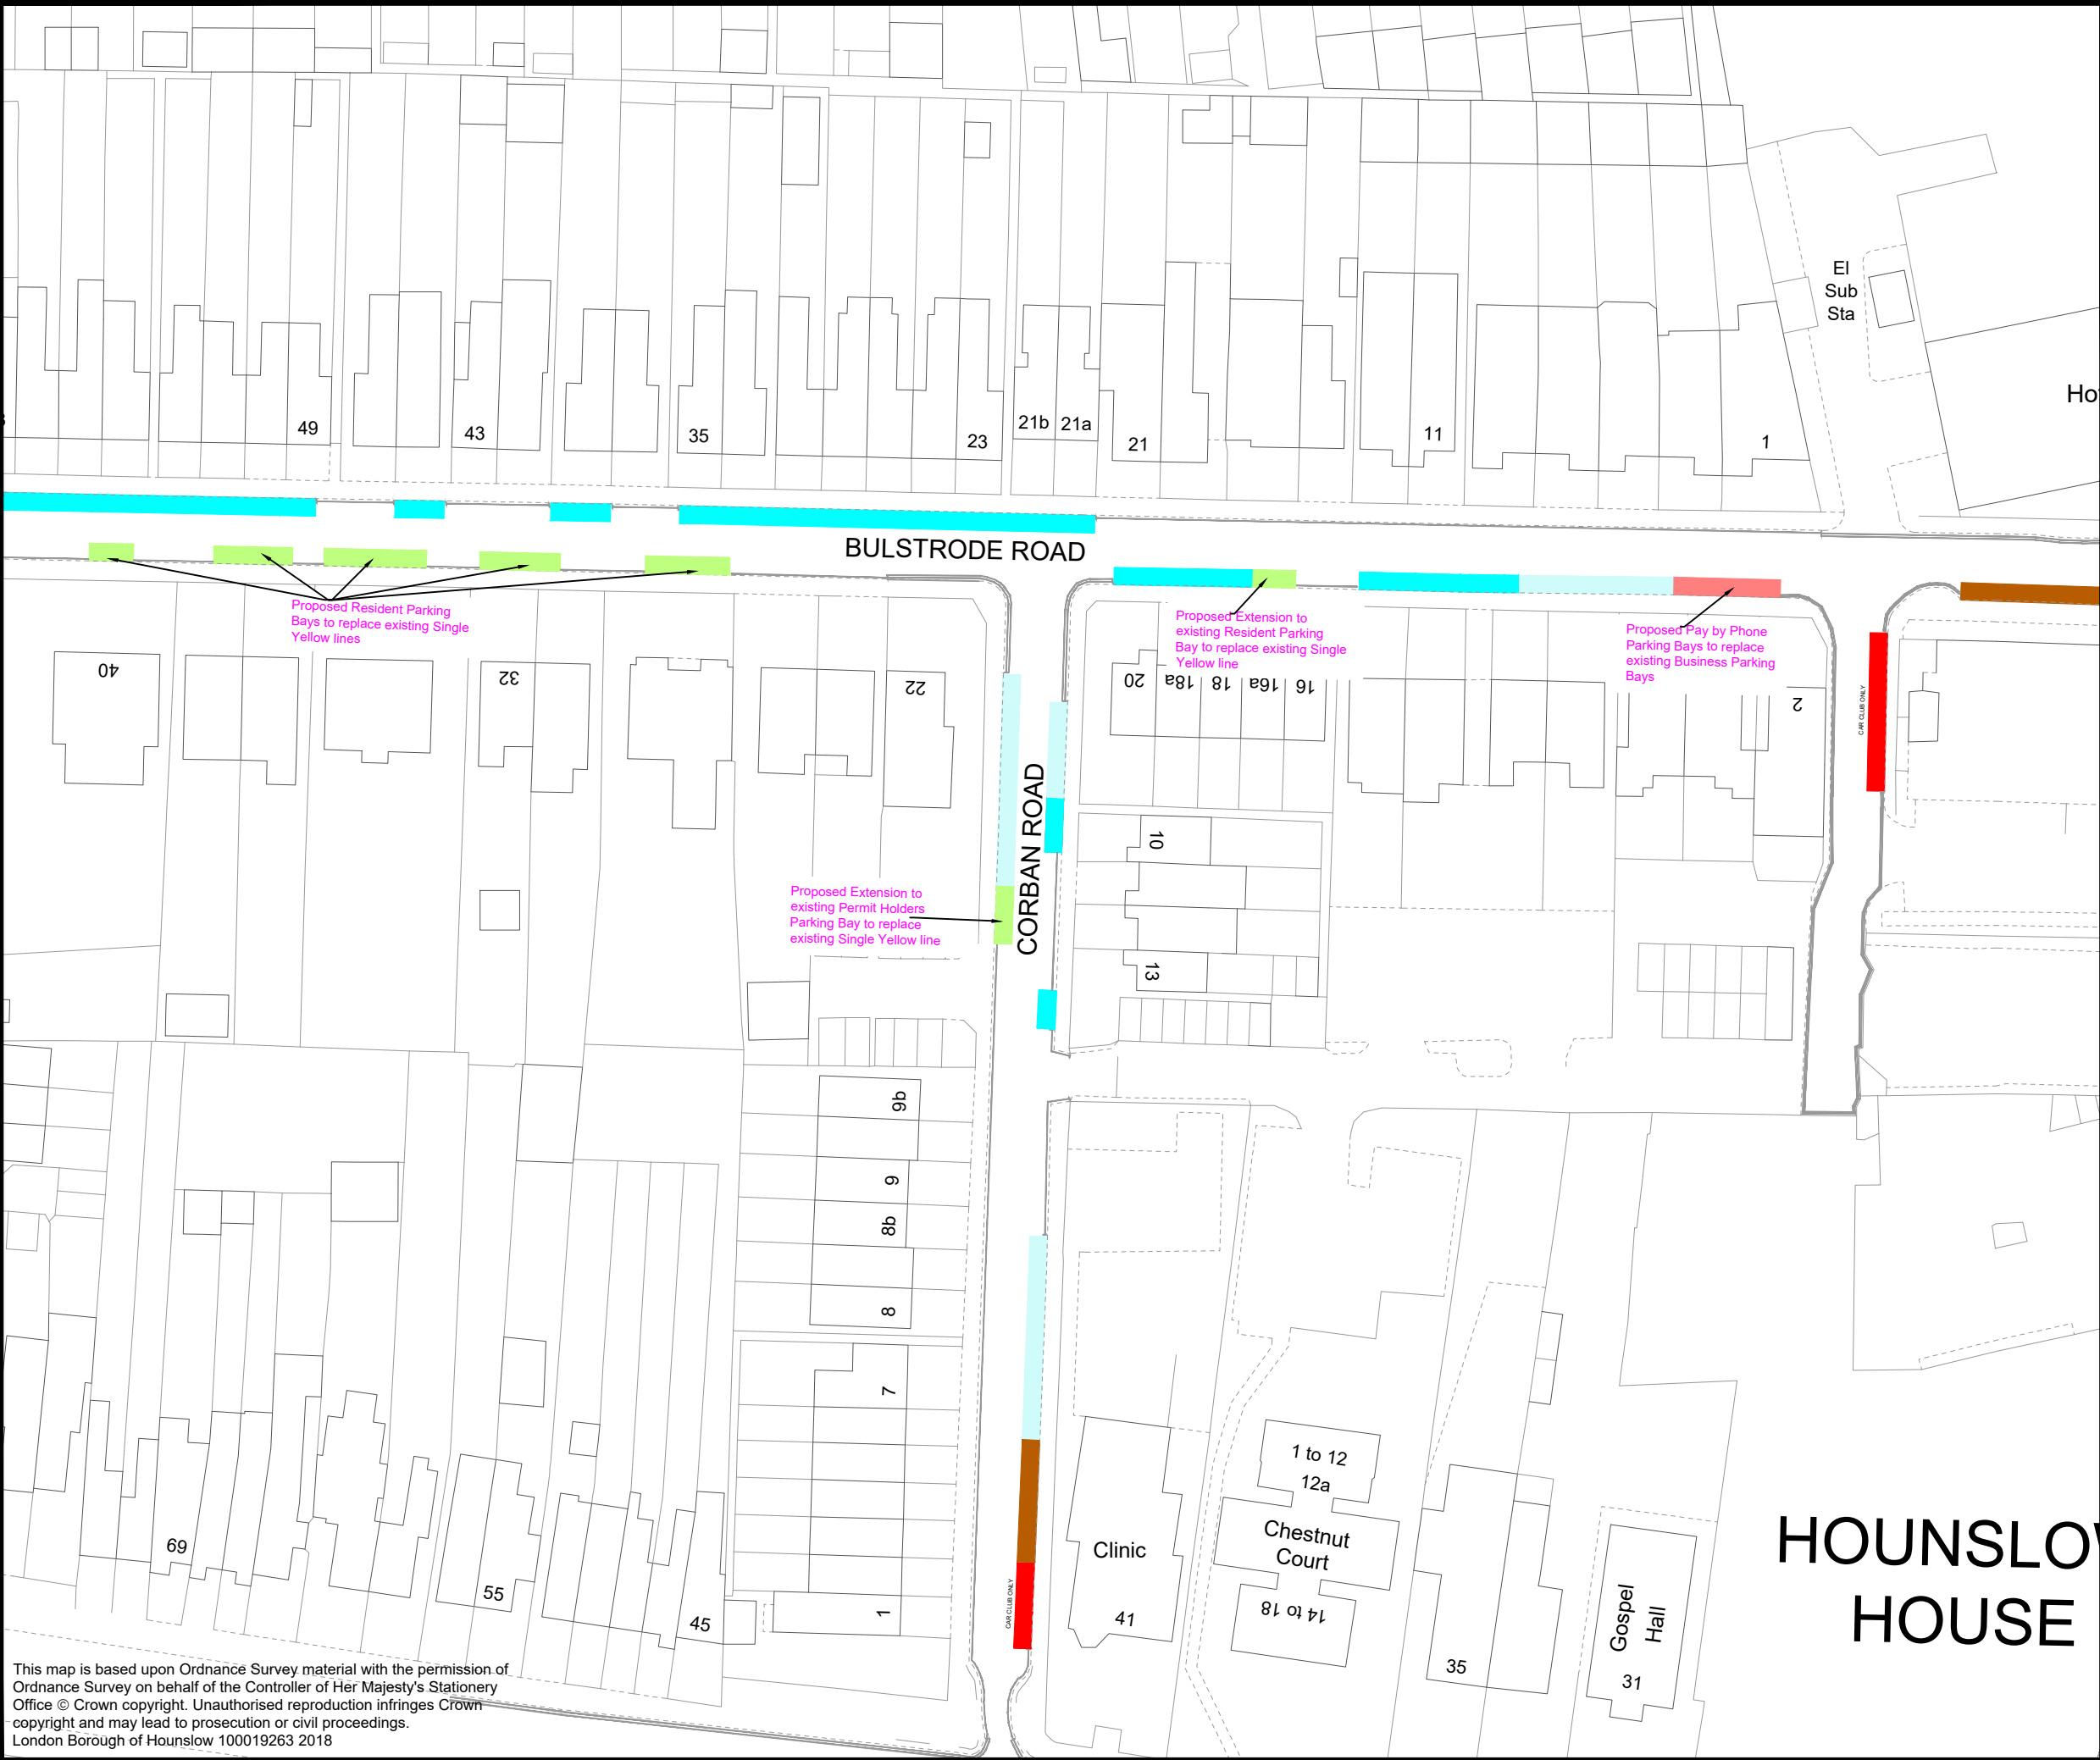 El
Sub
Sta
49
43
35
23
21b
21a
21
11
1
BULSTRODE ROAD
Proposed Resident Parking
Bays to replace existing Single
Yellow lines
Proposed Extension to
existing Resident Parking
Bay to replace existing Single
Yellow line
Proposed Pay by Phone
Parking Bays to replace
existing Business Parking
Bays
40
32
22
20
18a
18
16a
16
2
CAR CLUB ONLY
CORBAN ROAD
10
13
Proposed Extension to
existing Permit Holders
Parking Bay to replace
existing Single Yellow line
9b
9
8b
8
7
1
69
55
45
CAR CLUB ONLY
Clinic
41
1 to 12
12a
Chestnut
Court
14 to 18
35
Gospel
Hall
31
HOUNSLOW
HOUSE
This map is based upon Ordnance Survey material with the permission of
Ordnance Survey on behalf of the Controller of Her Majesty's Stationery
Office © Crown copyright. Unauthorised reproduction infringes Crown
copyright and may lead to prosecution or civil proceedings.
London Borough of Hounslow 100019263 2018